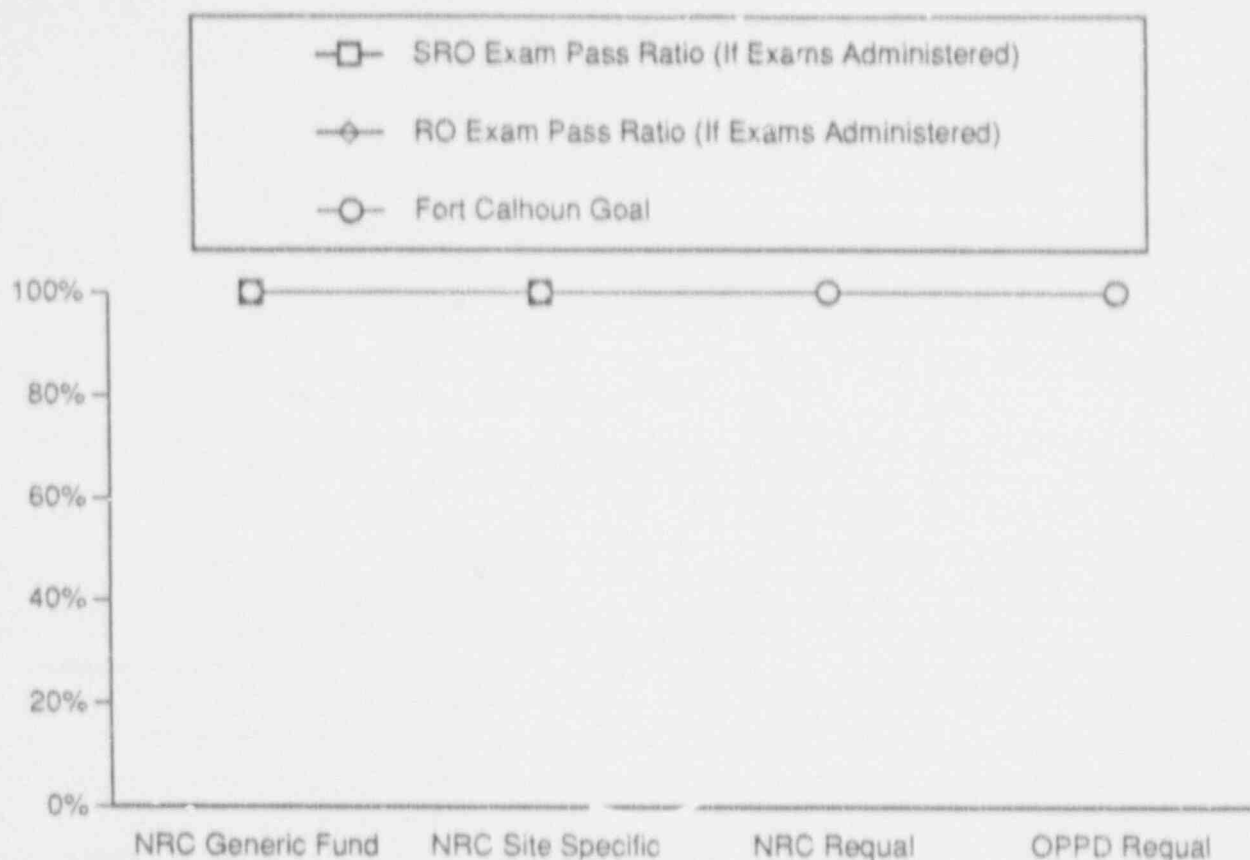 SRO Exam Pass Ratio (If Exams Administered)
RO Exam Pass Ratio (If Exams Administered)
Fort Calhoun Goal
100%
80%
60%
40%
20%
0%
NRC Generic Fund NRC Site Specific NRC Requal OPPD Requal